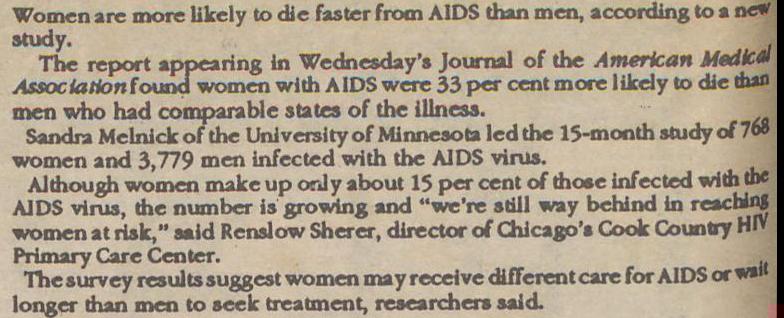 Women are more likely to die faster from AIDS than men, according to a new
study.
The report appearing in Wednesday's Journal of the American Medical
Association found women with AIDS were 33 per cent more likely to die than
men who had comparable states of the illness.
Sandra Melnick of the University of Minnesota led the 15-month study of 768
women and 3,779 men infected with the AIDS virus.
Although women make up only about 15 per cent of those infected with the
AIDS virus, the number is growing and "we're still way behind in reaching
women at risk," said Renslow Sherer, director of Chicago's Cook Country HIV
Primary Care Center.
The survey results suggest women may receive different care for AIDS or wait
longer than men to seek treatment, researchers said.